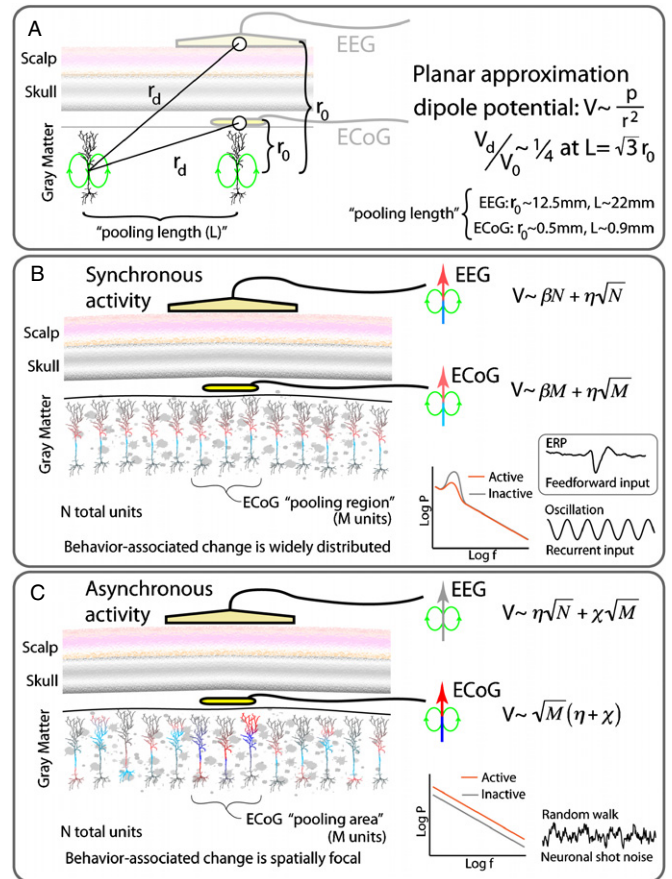 A
EEG
Scalp
Skull
Gray Matter
r_d
r_0
ECoG
r_d
r_0
"pooling length (L)"
Planar approximation
dipole potential: V~ p/r²
V_d/V_0 ~ 1/4 at L= √3 r_0
"pooling length"
EEG: r_0~12.5mm, L~22mm
ECoG: r_0~0.5mm, L~0.9mm
B
Synchronous
activity
EEG
V~ βN + η√N
Scalp
Skull
Gray Matter
ECoG
V~ βM + η√M
ECoG "pooling region"
(M units)
N total units
Behavior-associated change is widely distributed
Log P
Active
Inactive
Log f
ERP
Feedforward input
Oscillation
Recurrent input
C
Asynchronous
activity
EEG
V~ η√N + χ√M
Scalp
Skull
Gray Matter
ECoG
V~ √M(η + χ)
ECoG "pooling area"
(M units)
N total units
Behavior-associated change is spatially focal
Log P
Active
Inactive
Log f
Random walk
Neuronal shot noise